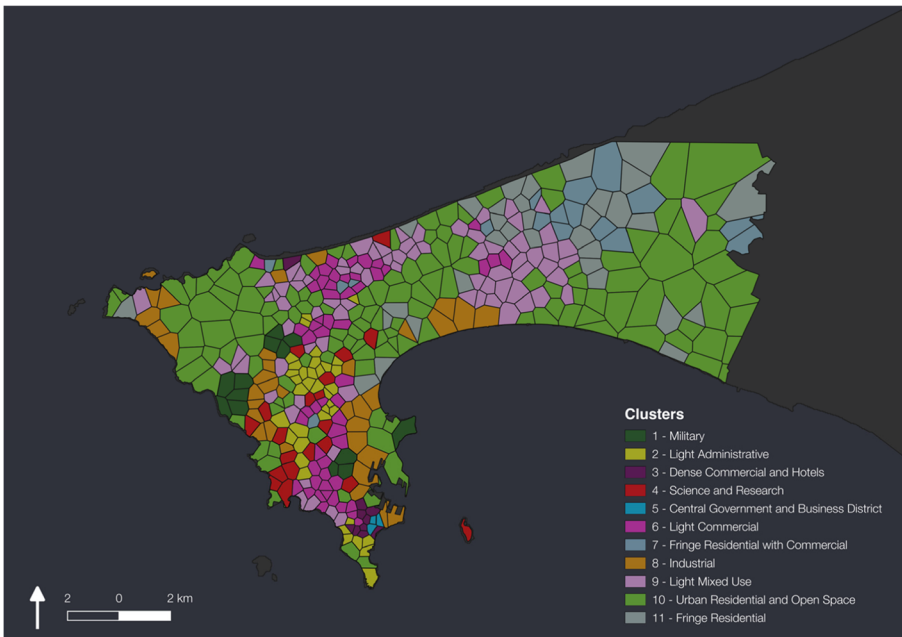 Clusters
1 - Military
2 - Light Administrative
3 - Dense Commercial and Hotels
4 - Science and Research
5 - Central Government and Business District
6 - Light Commercial
7 - Fringe Residential with Commercial
8 - Industrial
9 - Light Mixed Use
10 - Urban Residential and Open Space
11 - Fringe Residential
2 0 2 km